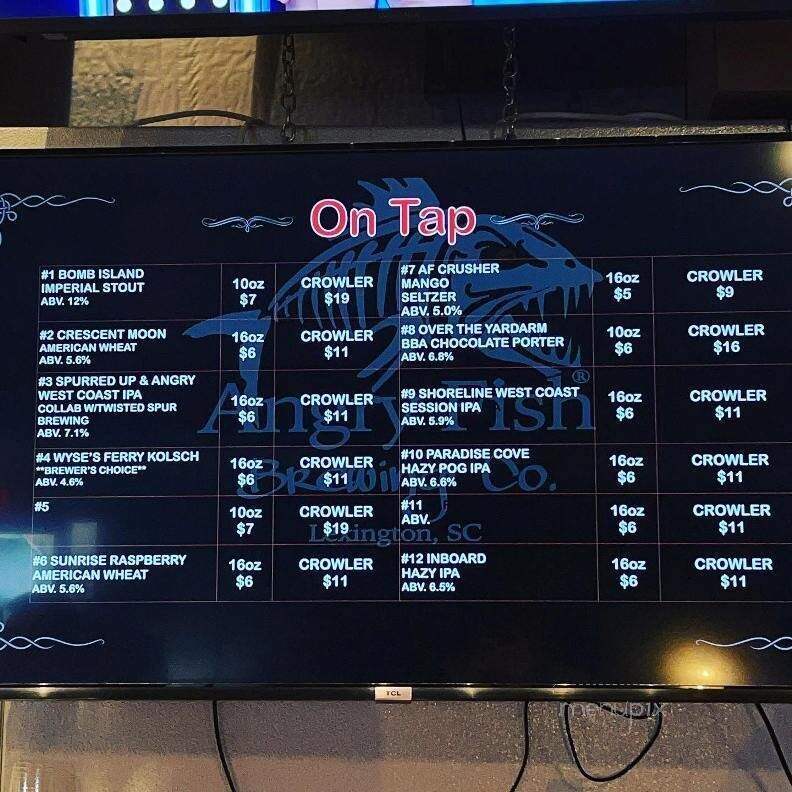 On Tap
#1 BOMB ISLAND
IMPERIAL STOUT
ABV. 12%
10oz
$7
CROWLER
$19
#2 CRESCENT MOON
AMERICAN WHEAT
ABV. 5.6%
16oz
$6
CROWLER
$11
#3 SPURRED UP & ANGRY
WEST COAST IPA
COLLAB W/TWISTED SPUR
BREWING
ABV. 7.1%
16oz
$6
CROWLER
$11
#4 WYSE'S FERRY KOLSCH
**BREWER'S CHOICE**
ABV. 4.6%
16oz
$6
CROWLER
$11
#5
10oz
$7
CROWLER
$19
#6 SUNRISE RASPBERRY
AMERICAN WHEAT
ABV. 5.6%
16oz
$6
CROWLER
$11
#7 AF CRUSHER
MANGO
SELTZER
ABV. 5.0%
16oz
$5
CROWLER
$9
#8 OVER THE YARDARM
BBA CHOCOLATE PORTER
ABV. 6.8%
10oz
$6
CROWLER
$16
#9 SHORELINE WEST COAST
SESSION IPA
ABV. 5.9%
16oz
$6
CROWLER
$11
#10 PARADISE COVE
HAZY POG IPA
ABV. 6.6%
16oz
$6
CROWLER
$11
#11
ABV.
16oz
$6
CROWLER
$11
#12 INBOARD
HAZY IPA
ABV. 6.5%
16oz
$6
CROWLER
$11
Angry Fish ®
Brewing Co.
Lexington, SC
TCL
menupix